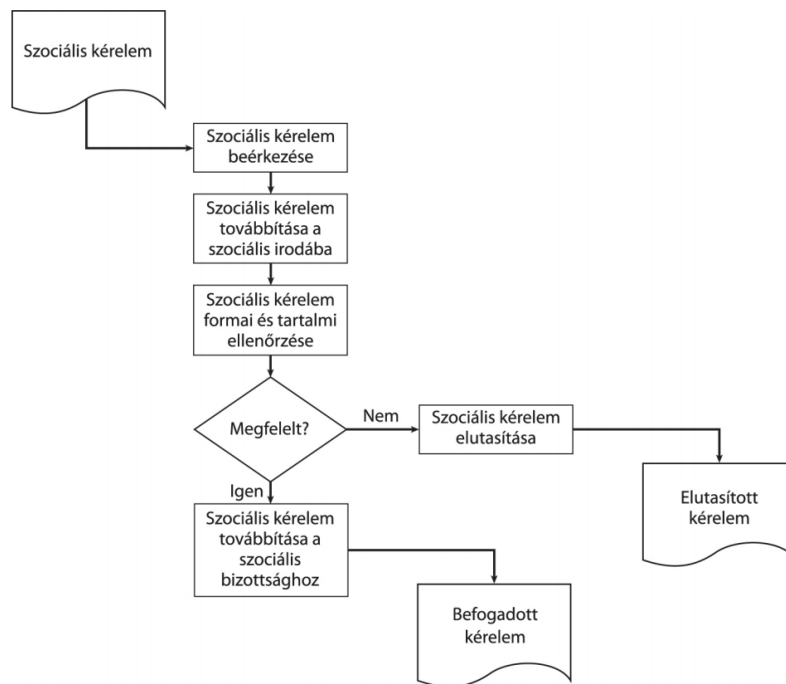 Szociális kérelem
Szociális kérelem
beérkezése
Szociális kérelem
továbbítása a
szociális irodába
Szociális kérelem
formai és tartalmi
ellenőrzése
Megfelelt?
Nem
Szociális kérelem
elutasítása
Elutasított
kérelem
Igen
Szociális kérelem
továbbítása a
szociális
bizottsághoz
Befogadott
kérelem